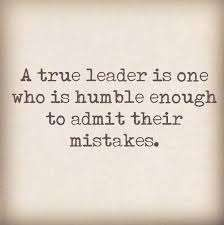 A true leader is one
who is humble enough
to admit their
mistakes.